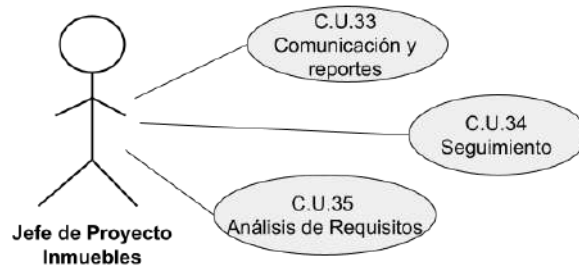 C.U.33
Comunicación y
reportes
C.U.34
Seguimiento
C.U.35
Análisis de Requisitos
Jefe de Proyecto
Inmuebles